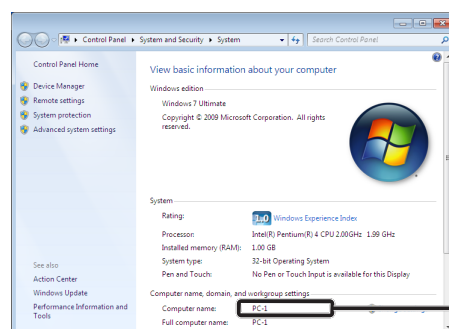 Control Panel ▸ System and Security ▸ System
Search Control Panel
Control Panel Home
Device Manager
Remote settings
System protection
Advanced system settings
See also
Action Center
Windows Update
Performance Information and
Tools
View basic information about your computer
Windows edition
Windows 7 Ultimate
Copyright © 2009 Microsoft Corporation. All rights
reserved.
System
Rating: 1,0 Windows Experience Index
Processor: Intel(R) Pentium(R) 4 CPU 2.00GHz 1.99 GHz
Installed memory (RAM): 1.00 GB
System type: 32-bit Operating System
Pen and Touch: No Pen or Touch Input is available for this Display
Computer name, domain, and workgroup settings
Computer name: PC-1
Full computer name: PC-1